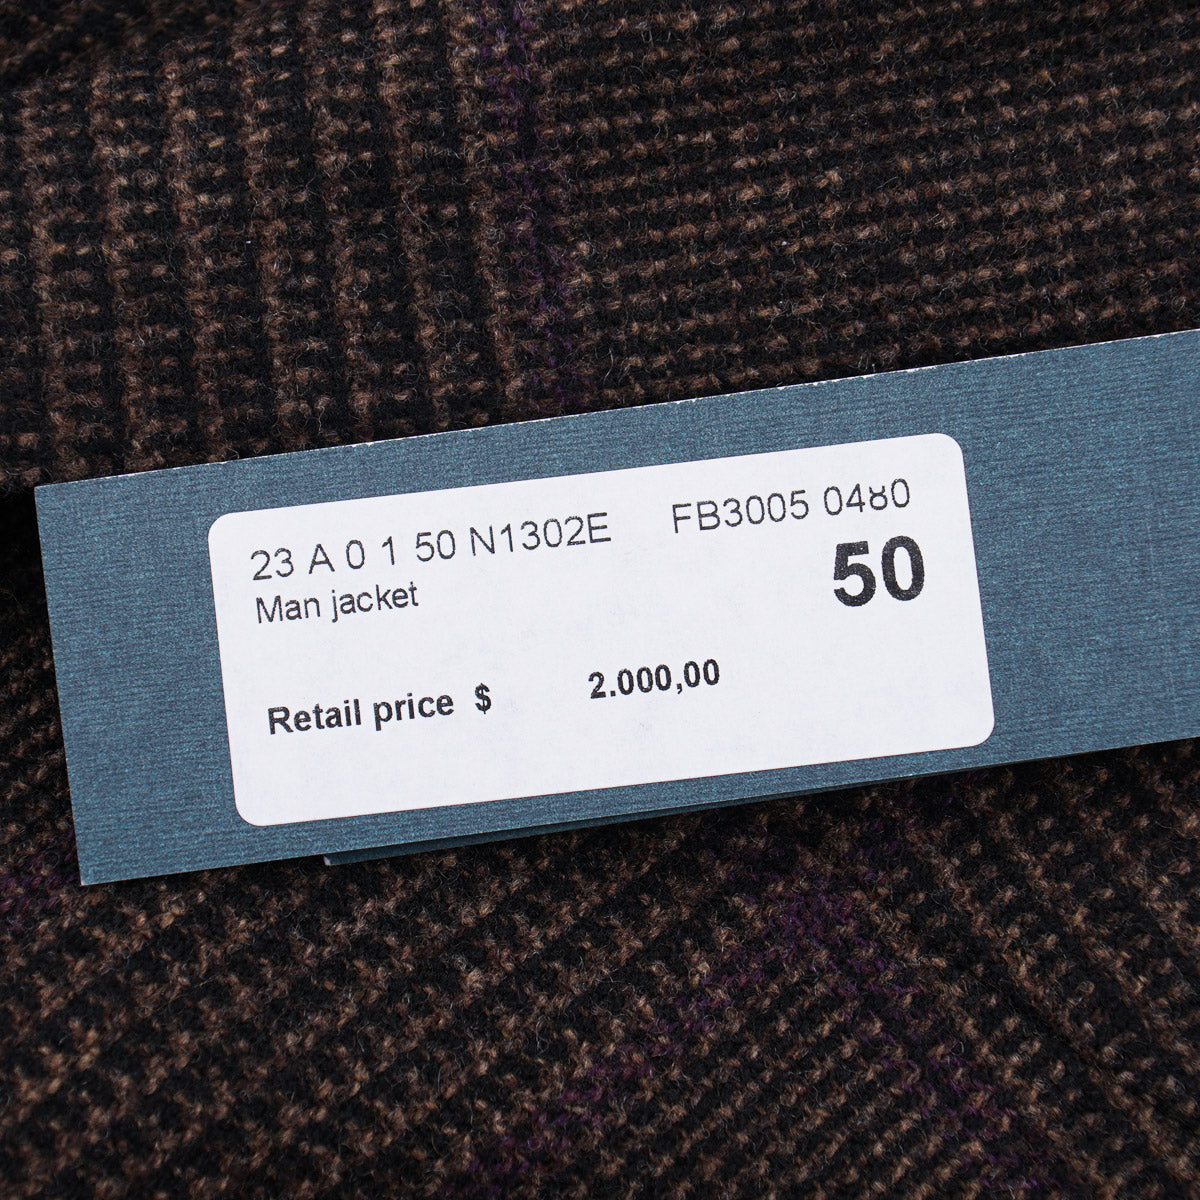 23 A 0 1 50 N1302E FB3005 0480
50
Man jacket
Retail price $ 2.000,00